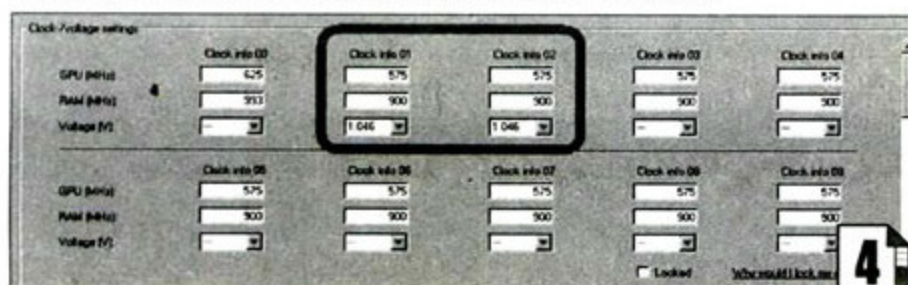 Clock / voltage settings
Clock info 00 Clock info 01 Clock info 02 Clock info 03 Clock info 04
GPU (MHz) 625 575 575 575 575
RAM (MHz) 993 900 900 900 900
4
Voltage (V) --- 1.046 1.046 --- ---
Clock info 05 Clock info 06 Clock info 07 Clock info 08 Clock info 09
GPU (MHz) 575 575 575 575 575
RAM (MHz) 900 900 900 900 900
Voltage (V) --- --- --- --- ---
Locked Why would I lock
4